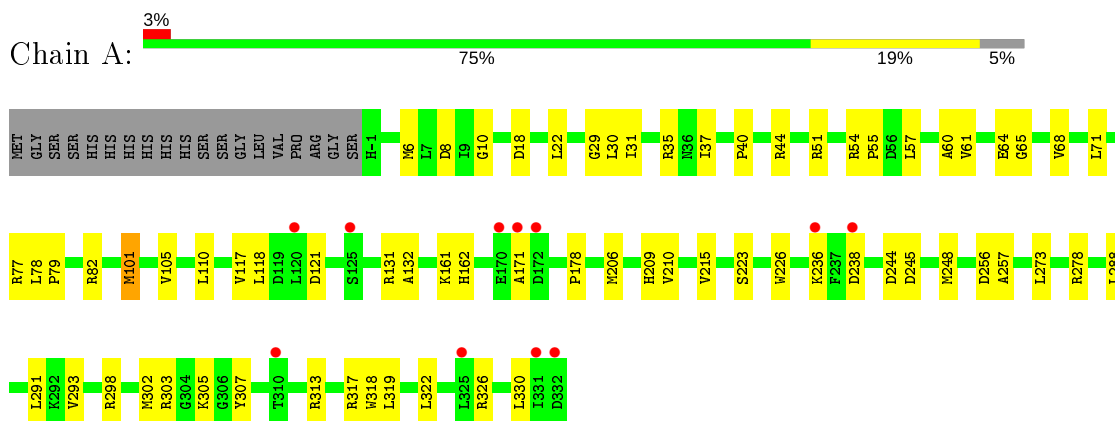 3%
Chain A:
75% 19% 5%
MET GLY SER SER HIS HIS HIS HIS HIS HIS SER SER GLY LEU VAL PRO ARG GLY SER H-1 M6 L7 D8 I9 G10 D18 L22 G29 L30 I31 R35 N36 I37 P40 R44 R51 R54 P55 D56 L57 A60 V61 E64 G65 V68 L71
R77 L78 P79 R82 M101 V105 L110 V117 L118 D119 L120 D121 S125 R131 A132 K161 H162 E170 A171 D172 P178 M206 H209 V210 V215 S223 W226 K236 F237 D238 D244 D245 M248 D256 A257 L273 R278
L291 K292 V293 R298 M302 R303 G304 K305 G306 Y307 T310 R313 R317 W318 L319 L322 L325 R326 L330 I331 D332